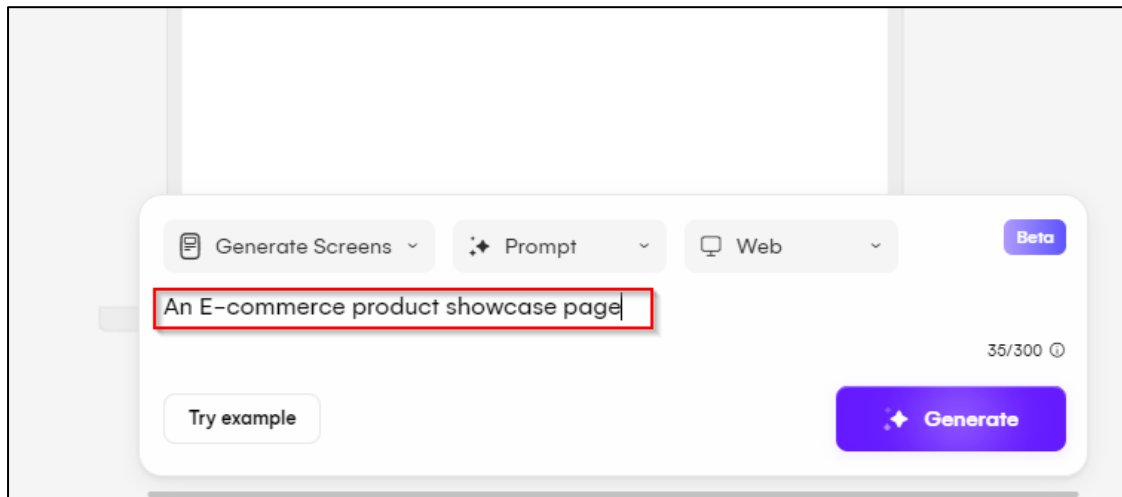 Generate Screens Prompt Web Beta
An E-commerce product showcase page
35/300
Try example Generate